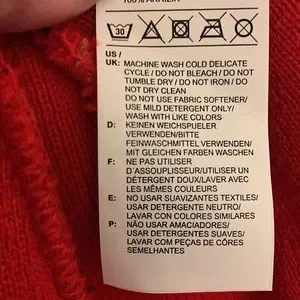 100% AKRILIK
30
US /
UK: MACHINE WASH COLD DELICATE
CYCLE / DO NOT BLEACH / DO NOT
TUMBLE DRY / DO NOT IRON / DO
NOT DRY CLEAN
DO NOT USE FABRIC SOFTENER/
USE MILD DETERGENT ONLY/
WASH WITH LIKE COLORS
D: KEINEN WEICHSPUELER
VERWENDEN/BITTE
FEINWASCHMITTEL VERWENDEN/
MIT GLEICHEN FARBEN WASCHEN
F: NE PAS UTILISER
D'ASSOUPLISSEUR/UTILISER UN
DÉTERGENT DOUX/LAVER AVEC
LES MÊMES COULEURS
E: NO USAR SUAVIZANTES TEXTILES/
USAR DETERGENTE NEUTRO/
LAVAR CON COLORES SIMILARES
P: NÃO USAR AMACIADORES/
USAR DETERGENTES SUAVES/
LAVAR COM PEÇAS DE CÔRES
SEMELHANTES